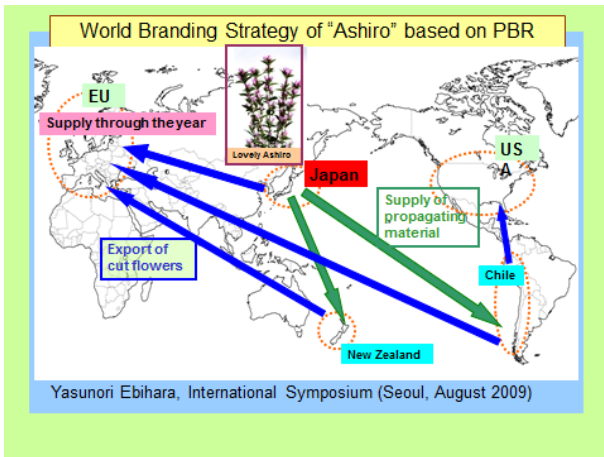 World Branding Strategy of “Ashiro” based on PBR
EU
Supply through the year
Lovely Ashiro
Japan
US
A
Supply of
propagating
material
Export of
cut flowers
Chile
New Zealand
Yasunori Ebihara, International Symposium (Seoul, August 2009)